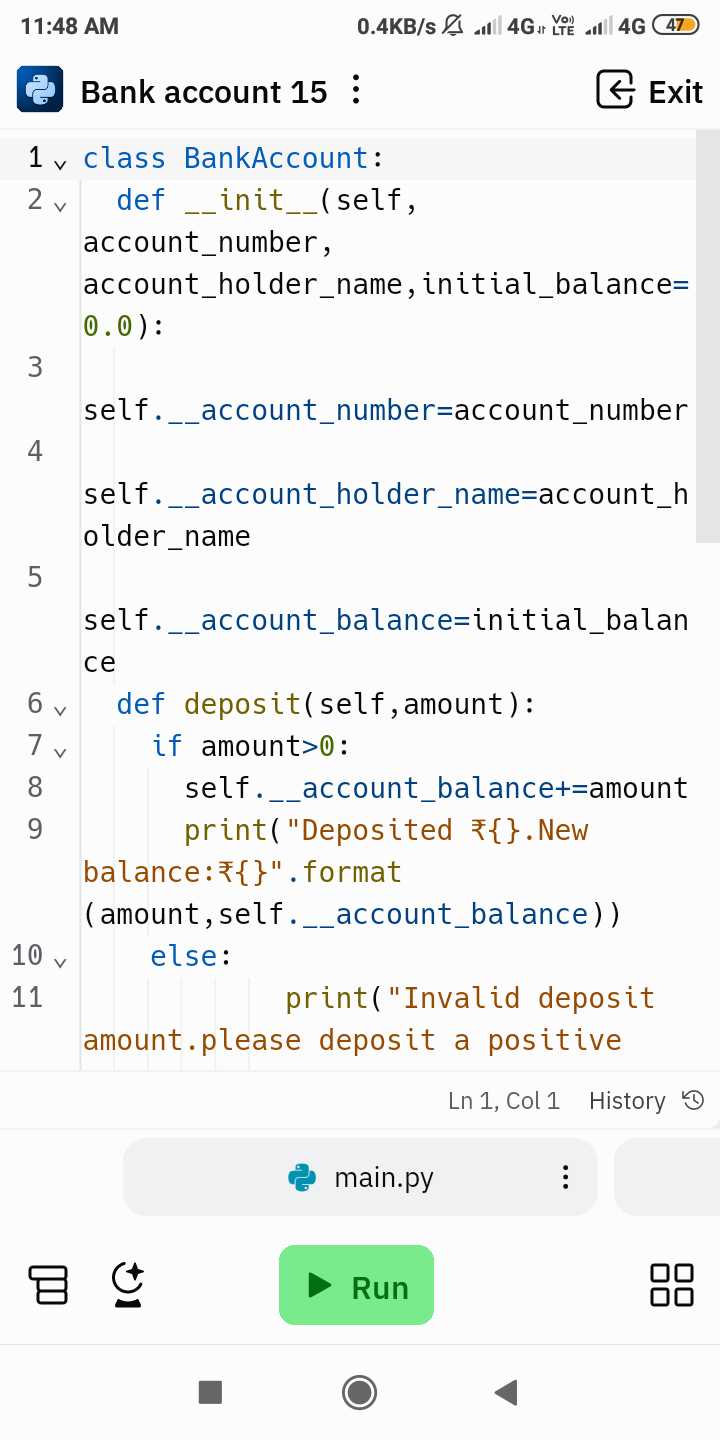 11:48 AM 0.4KB/s 4G Vo) LTE 4G 47
Bank account 15 Exit
1 class BankAccount:
2 def __init__(self,
account_number,
account_holder_name,initial_balance=
0.0):
3
self.__account_number=account_number
4
self.__account_holder_name=account_h
older_name
5
self.__account_balance=initial_balan
ce
6 def deposit(self,amount):
7 if amount>0:
8 self.__account_balance+=amount
9 print("Deposited ₹{}.New
balance:₹{}".format
(amount,self.__account_balance))
10 else:
11 print("Invalid deposit
amount.please deposit a positive
Ln 1, Col 1 History
main.py
Run